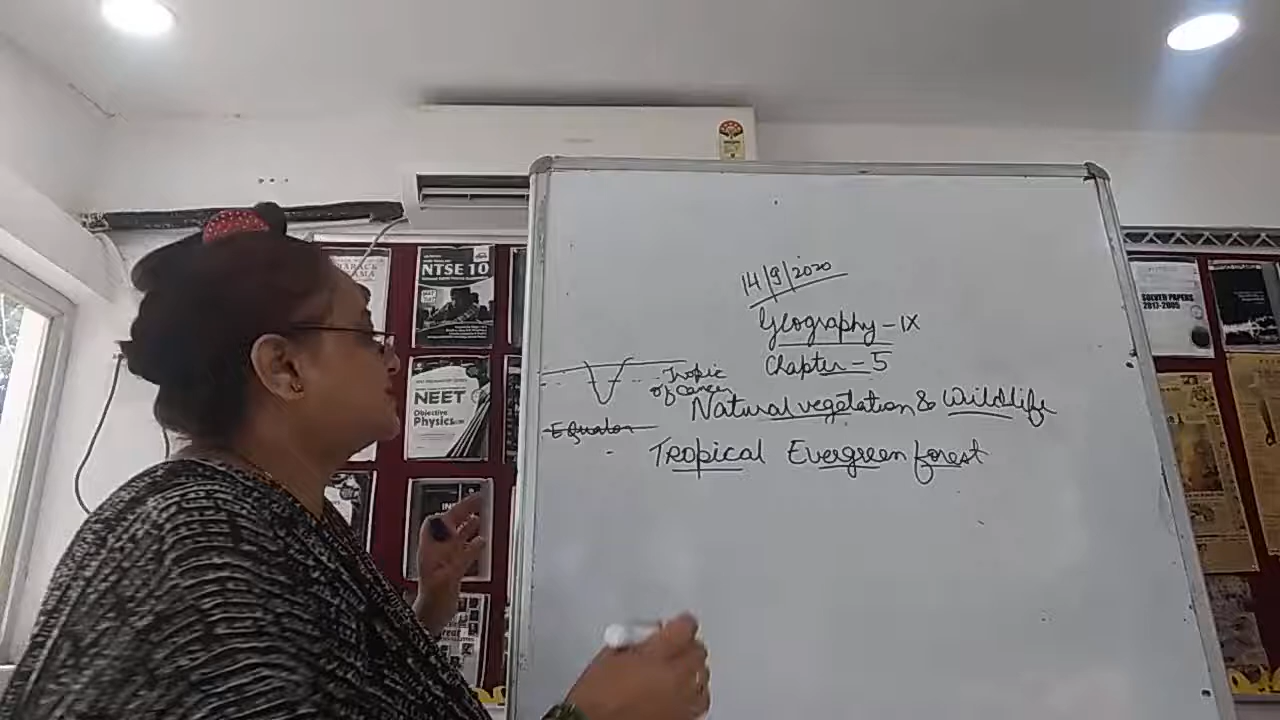 14/9/2020
Geography - IX
Chapter - 5
Tropic
of Cancer
Natural vegetation & Wildlife
Equator
Tropical Evergreen forest
BARACK
NTSE 10
NEET
Objective
Physics
SOLVED PAPERS
2017-2005